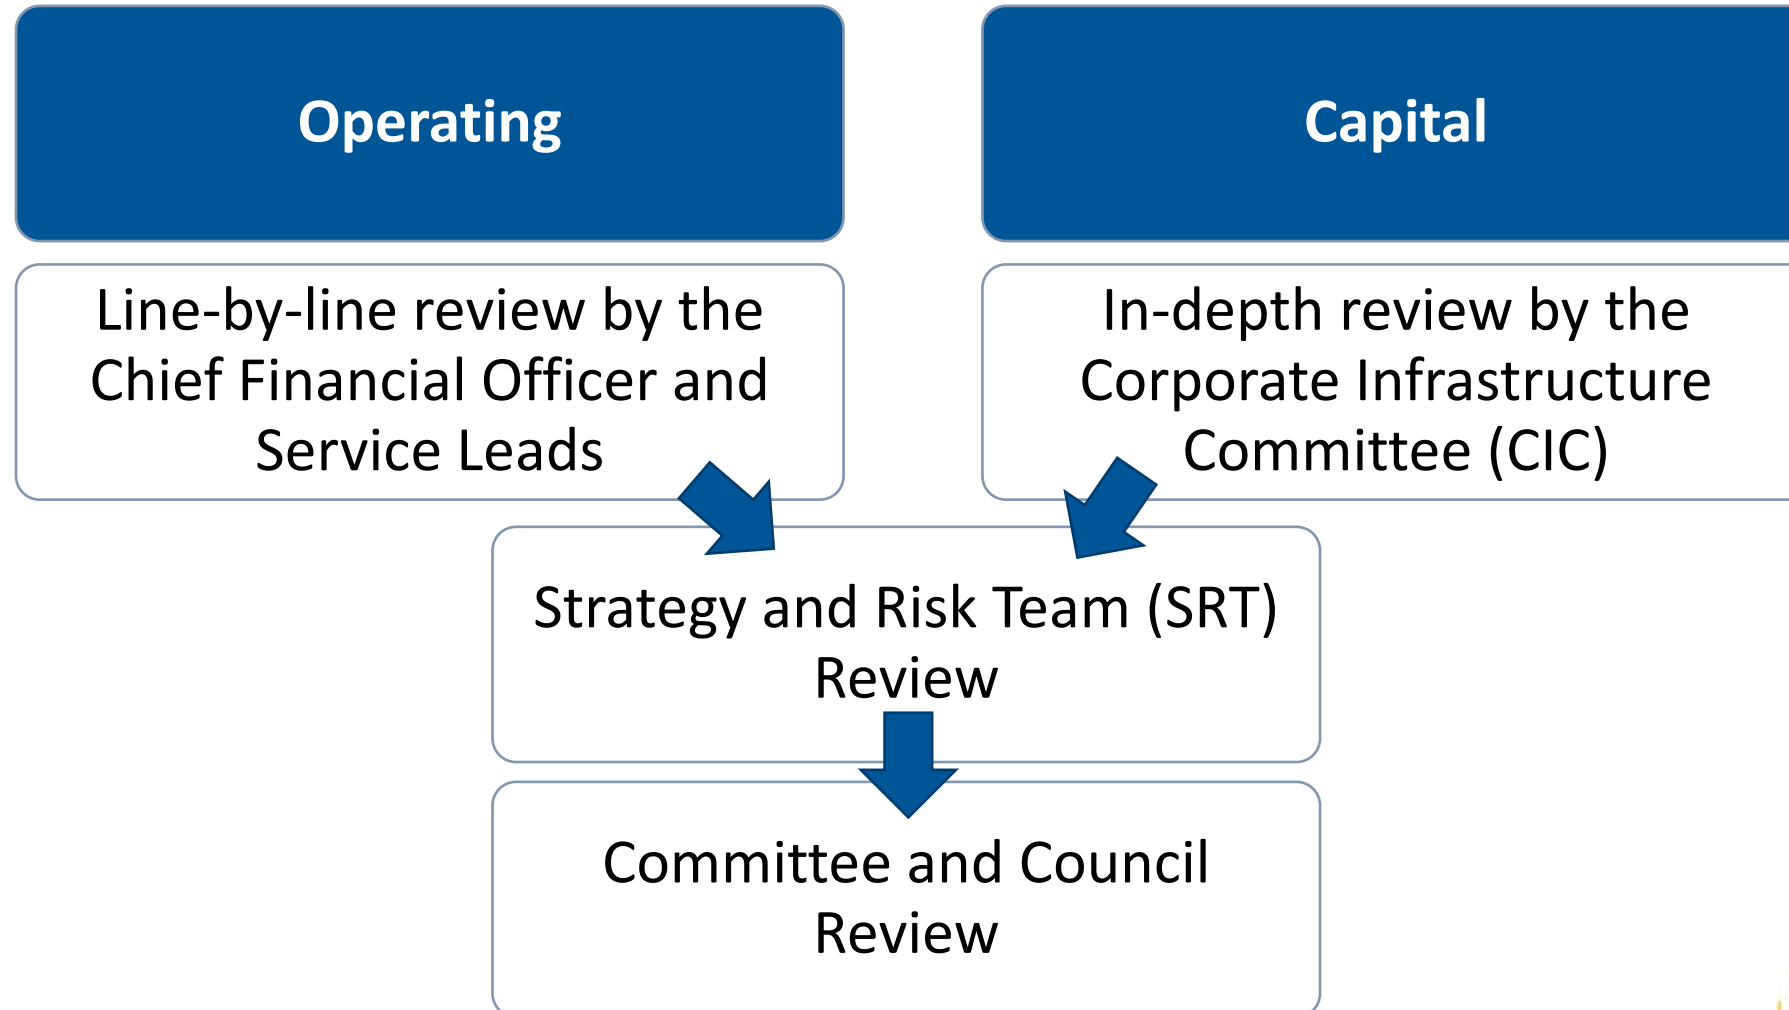 Operating
Line-by-line review by the
Chief Financial Officer and
Service Leads
Capital
In-depth review by the
Corporate Infrastructure
Committee (CIC)
Strategy and Risk Team (SRT)
Review
Committee and Council
Review